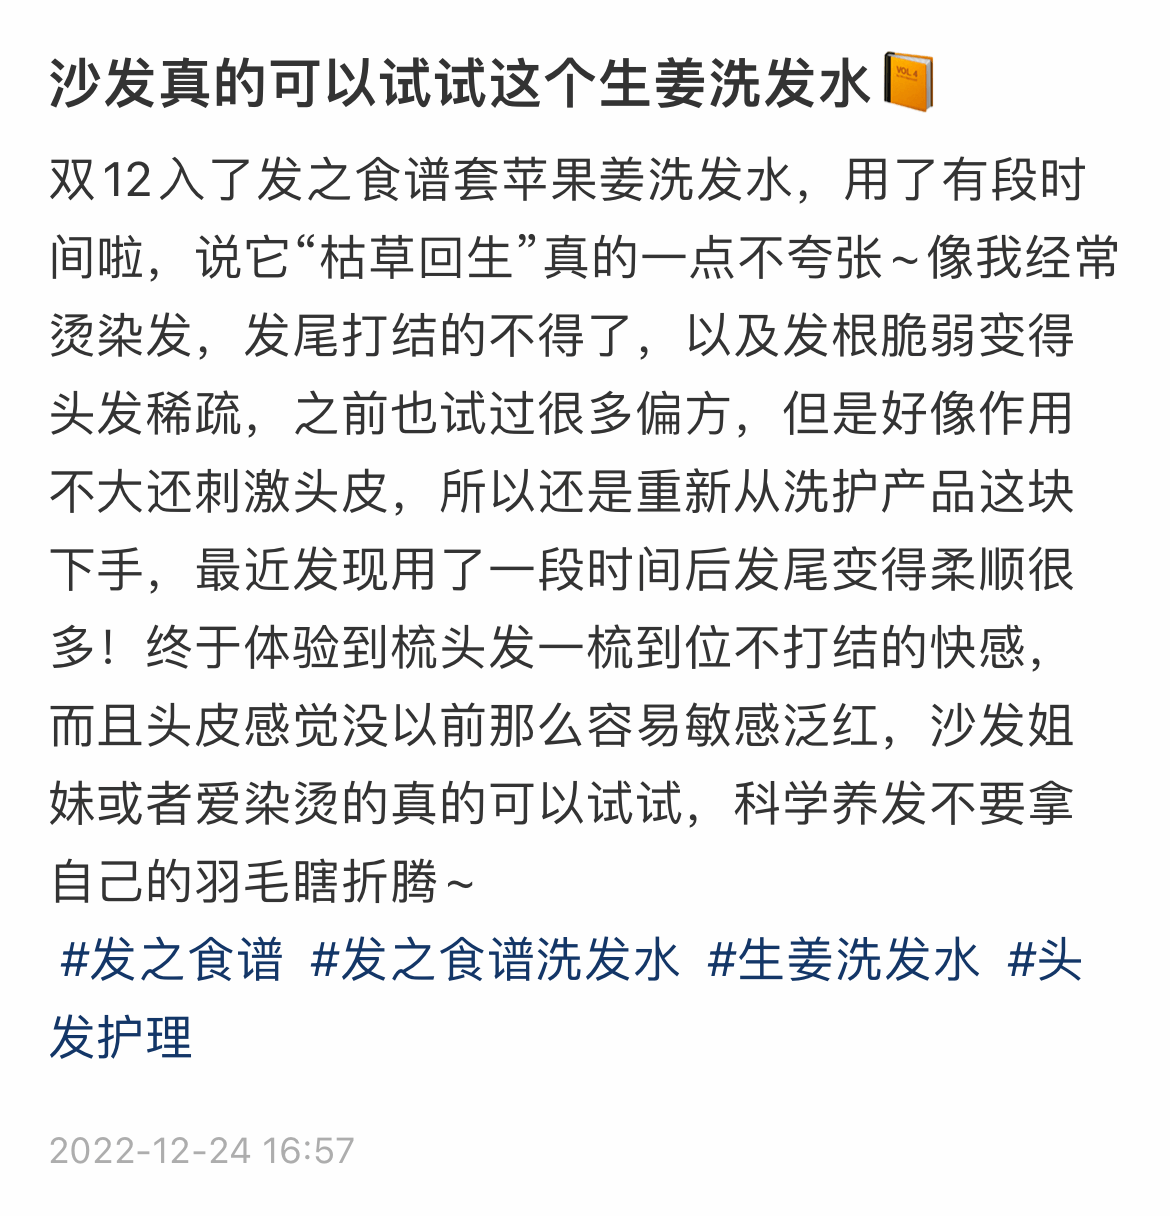 沙发真的可以试试这个生姜洗发水📙
双12入了发之食谱套苹果姜洗发水，用了有段时
间啦，说它“枯草回生”真的一点不夸张~像我经常
烫染发，发尾打结的不得了，以及发根脆弱变得
头发稀疏，之前也试过很多偏方，但是好像作用
不大还刺激头皮，所以还是重新从洗护产品这块
下手，最近发现用了一段时间后发尾变得柔顺很
多！终于体验到梳头发一梳到位不打结的快感，
而且头皮感觉没以前那么容易敏感泛红，沙发姐
妹或者爱染烫的真的可以试试，科学养发不要拿
自己的羽毛瞎折腾~
#发之食谱 #发之食谱洗发水 #生姜洗发水 #头
发护理
2022-12-24 16:57